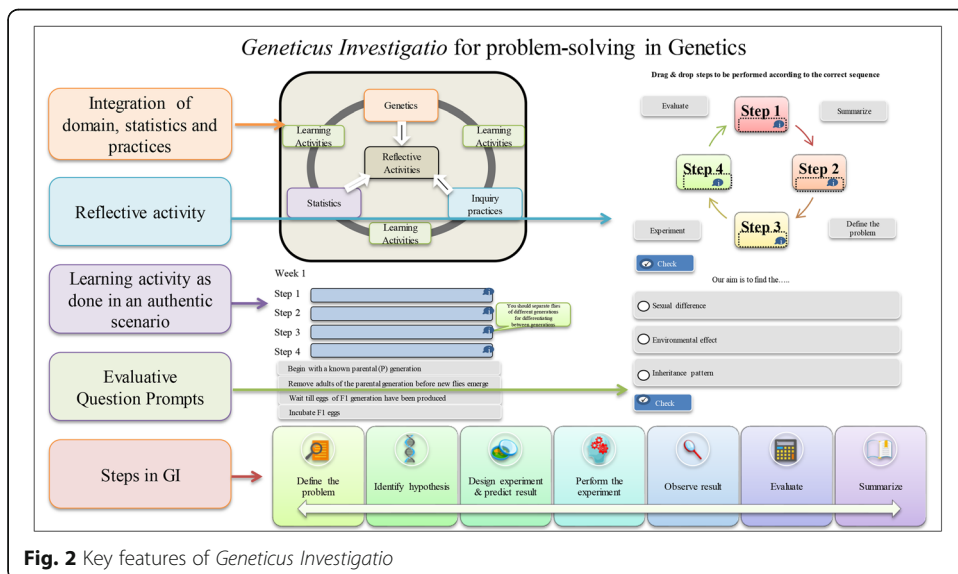 Geneticus Investigatio for problem-solving in Genetics
Integration of
domain, statistics and
practices
Reflective activity
Learning activity as
done in an authentic
scenario
Evaluative
Question Prompts
Steps in GI
Genetics
Learning
Activities
Learning
Activities
Reflective
Activities
Statistics
Inquiry
practices
Learning
Activities
Drag & drop steps to be performed according to the correct sequence
Evaluate
Step 1
Summarize
Step 4
Step 2
Step 3
Experiment
Define the
problem
Check
Week 1
Step 1
Step 2
Step 3
Step 4
You should separate flies
of different generations
for differentiating
between generations
Begin with a known parental (P) generation
Remove adults of the parental generation before new flies emerge
Wait till eggs of F1 generation have been produced
Incubate F1 eggs
Our aim is to find the.....
Sexual difference
Environmental effect
Inheritance pattern
Check
Define the
problem
Identify hypothesis
Design experiment
& predict result
Perform the
experiment
Observe result
Evaluate
Summarize
Fig. 2 Key features of Geneticus Investigatio